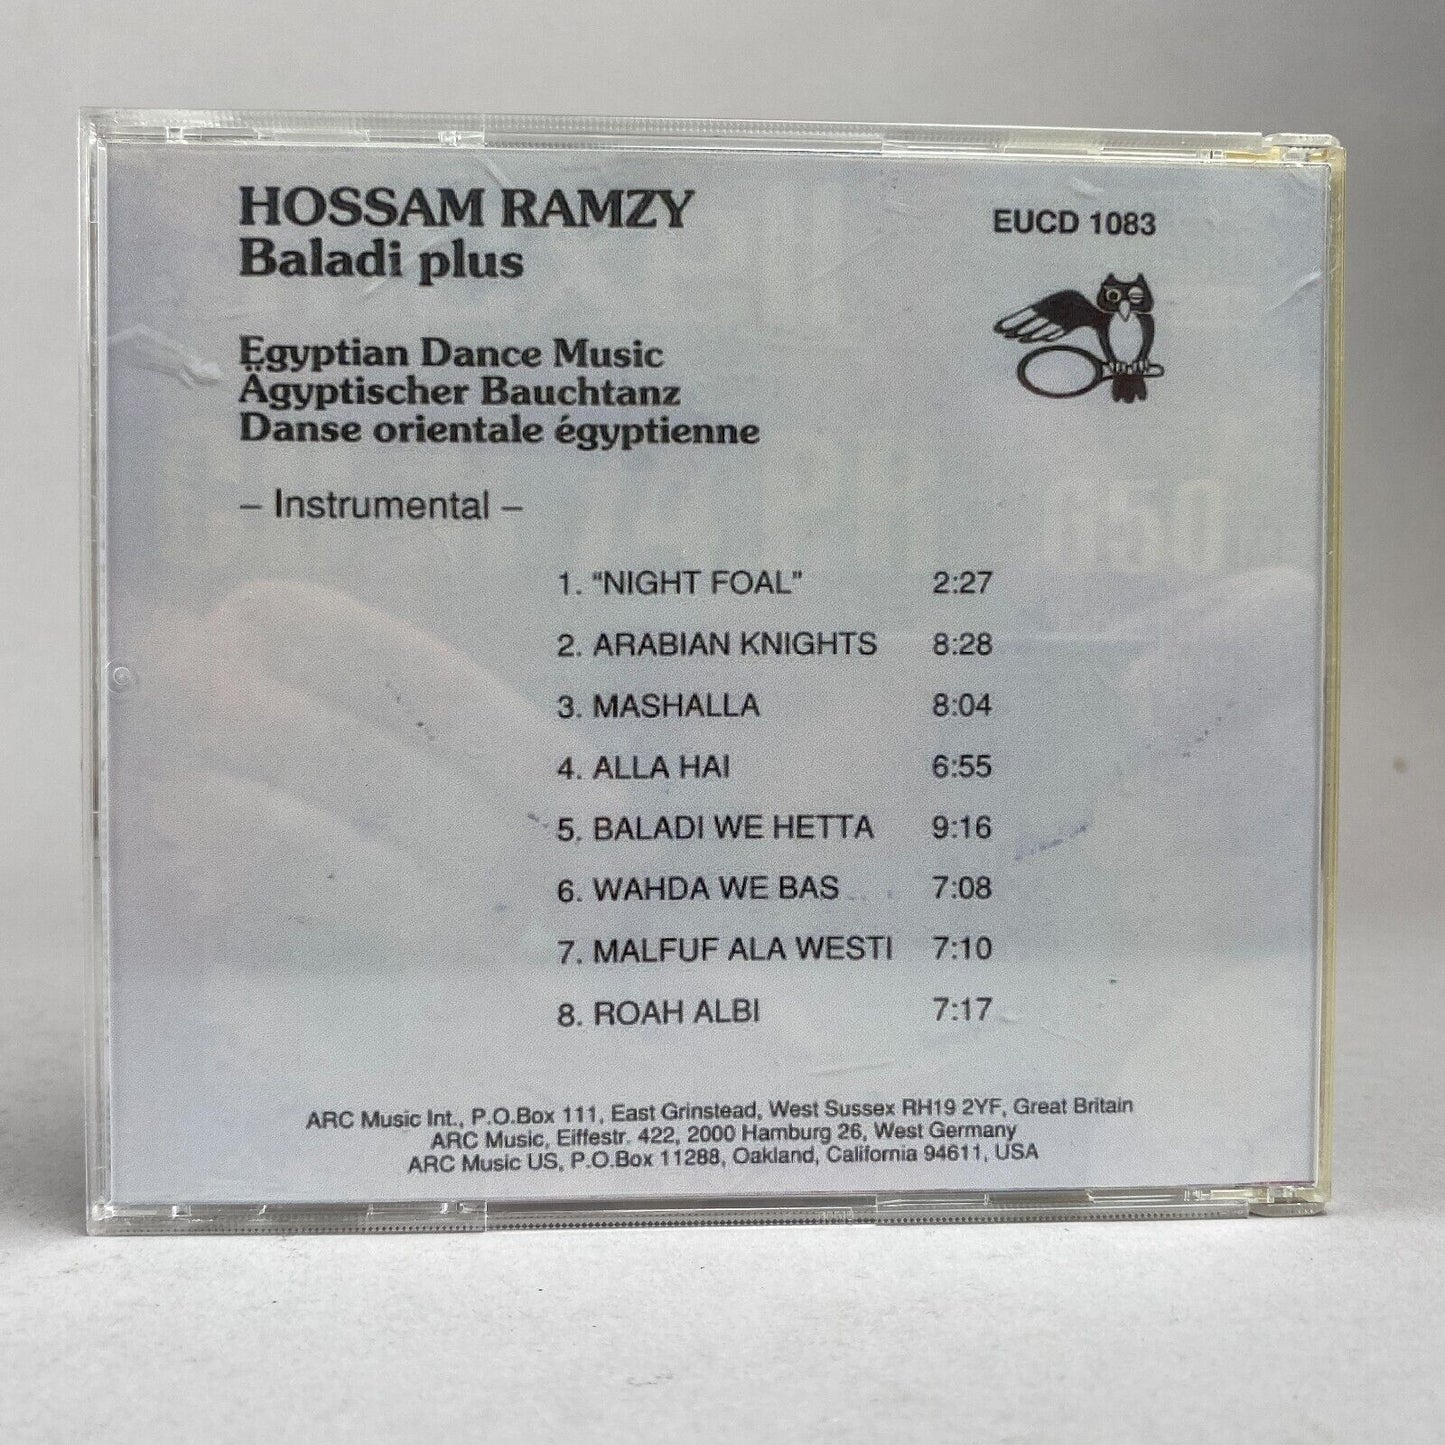 HOSSAM RAMZY
Baladi plus
EUCD 1083
Egyptian Dance Music
Ägyptischer Bauchtanz
Danse orientale égyptienne
– Instrumental –
1. “NIGHT FOAL” 2:27
2. ARABIAN KNIGHTS 8:28
3. MASHALLA 8:04
4. ALLA HAI 6:55
5. BALADI WE HETTA 9:16
6. WAHDA WE BAS 7:08
7. MALFUF ALA WESTI 7:10
8. ROAH ALBI 7:17
ARC Music Int., P.O.Box 111, East Grinstead, West Sussex RH19 2YF, Great Britain
ARC Music, Eiffestr. 422, 2000 Hamburg 26, West Germany
ARC Music US, P.O.Box 11288, Oakland, California 94611, USA